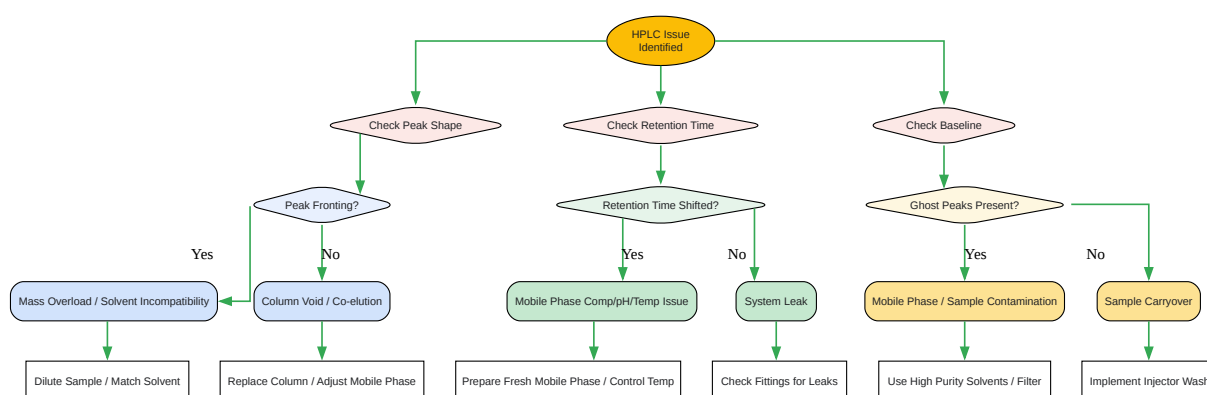 HPLC Issue
Identified
Check Peak Shape
Check Retention Time
Check Baseline
Peak Fronting?
Retention Time Shifted?
Ghost Peaks Present?
Yes
No
Yes
No
Yes
No
Mass Overload / Solvent Incompatibility
Column Void / Co-elution
Mobile Phase Comp/pH/Temp Issue
System Leak
Mobile Phase / Sample Contamination
Sample Carryover
Dilute Sample / Match Solvent
Replace Column / Adjust Mobile Phase
Prepare Fresh Mobile Phase / Control Temp
Check Fittings for Leaks
Use High Purity Solvents / Filter
Implement Injector Wash